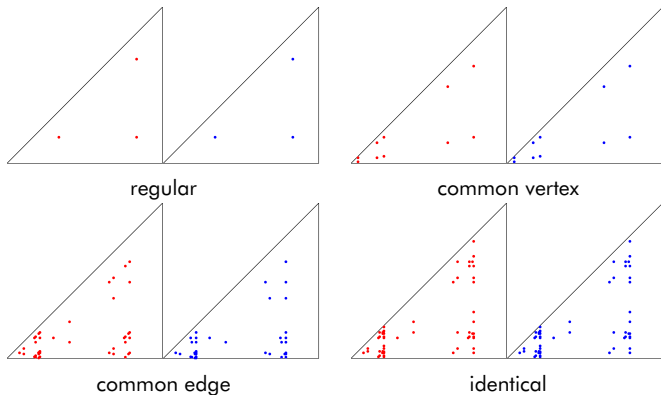 regular
common vertex
common edge
identical